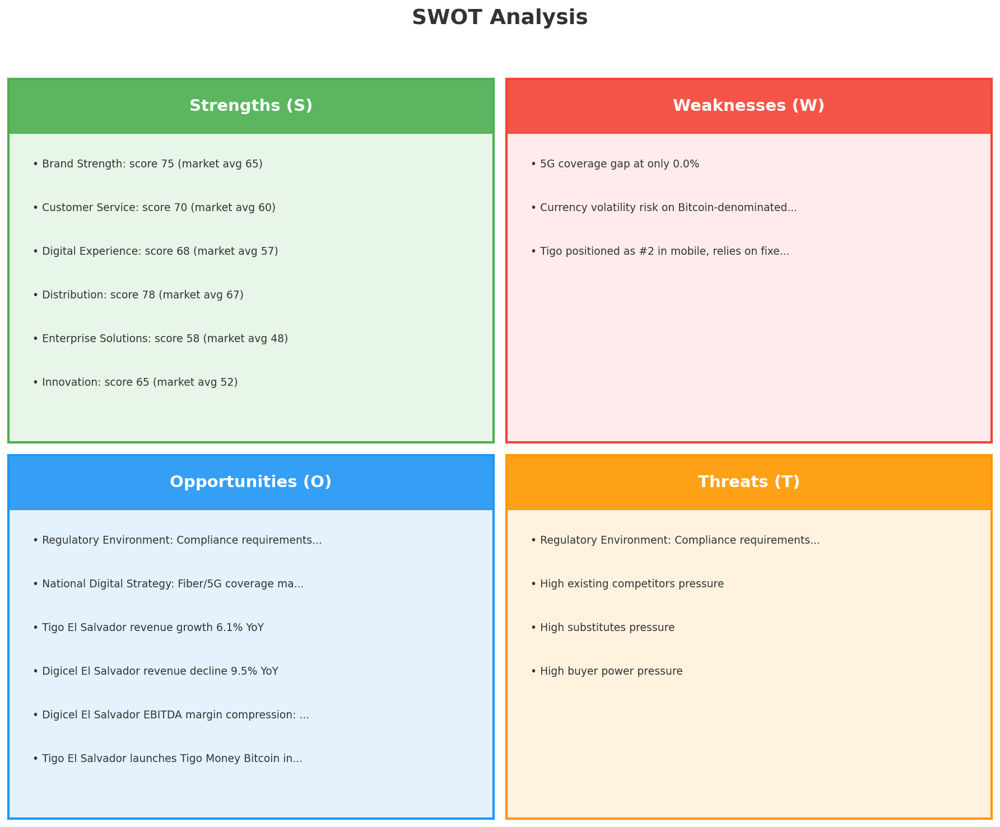 SWOT Analysis
Strengths (S)
• Brand Strength: score 75 (market avg 65)
• Customer Service: score 70 (market avg 60)
• Digital Experience: score 68 (market avg 57)
• Distribution: score 78 (market avg 67)
• Enterprise Solutions: score 58 (market avg 48)
• Innovation: score 65 (market avg 52)
Weaknesses (W)
• 5G coverage gap at only 0.0%
• Currency volatility risk on Bitcoin-denominated...
• Tigo positioned as #2 in mobile, relies on fixe...
Opportunities (O)
• Regulatory Environment: Compliance requirements...
• National Digital Strategy: Fiber/5G coverage ma...
• Tigo El Salvador revenue growth 6.1% YoY
• Digicel El Salvador revenue decline 9.5% YoY
• Digicel El Salvador EBITDA margin compression: ...
• Tigo El Salvador launches Tigo Money Bitcoin in...
Threats (T)
• Regulatory Environment: Compliance requirements...
• High existing competitors pressure
• High substitutes pressure
• High buyer power pressure